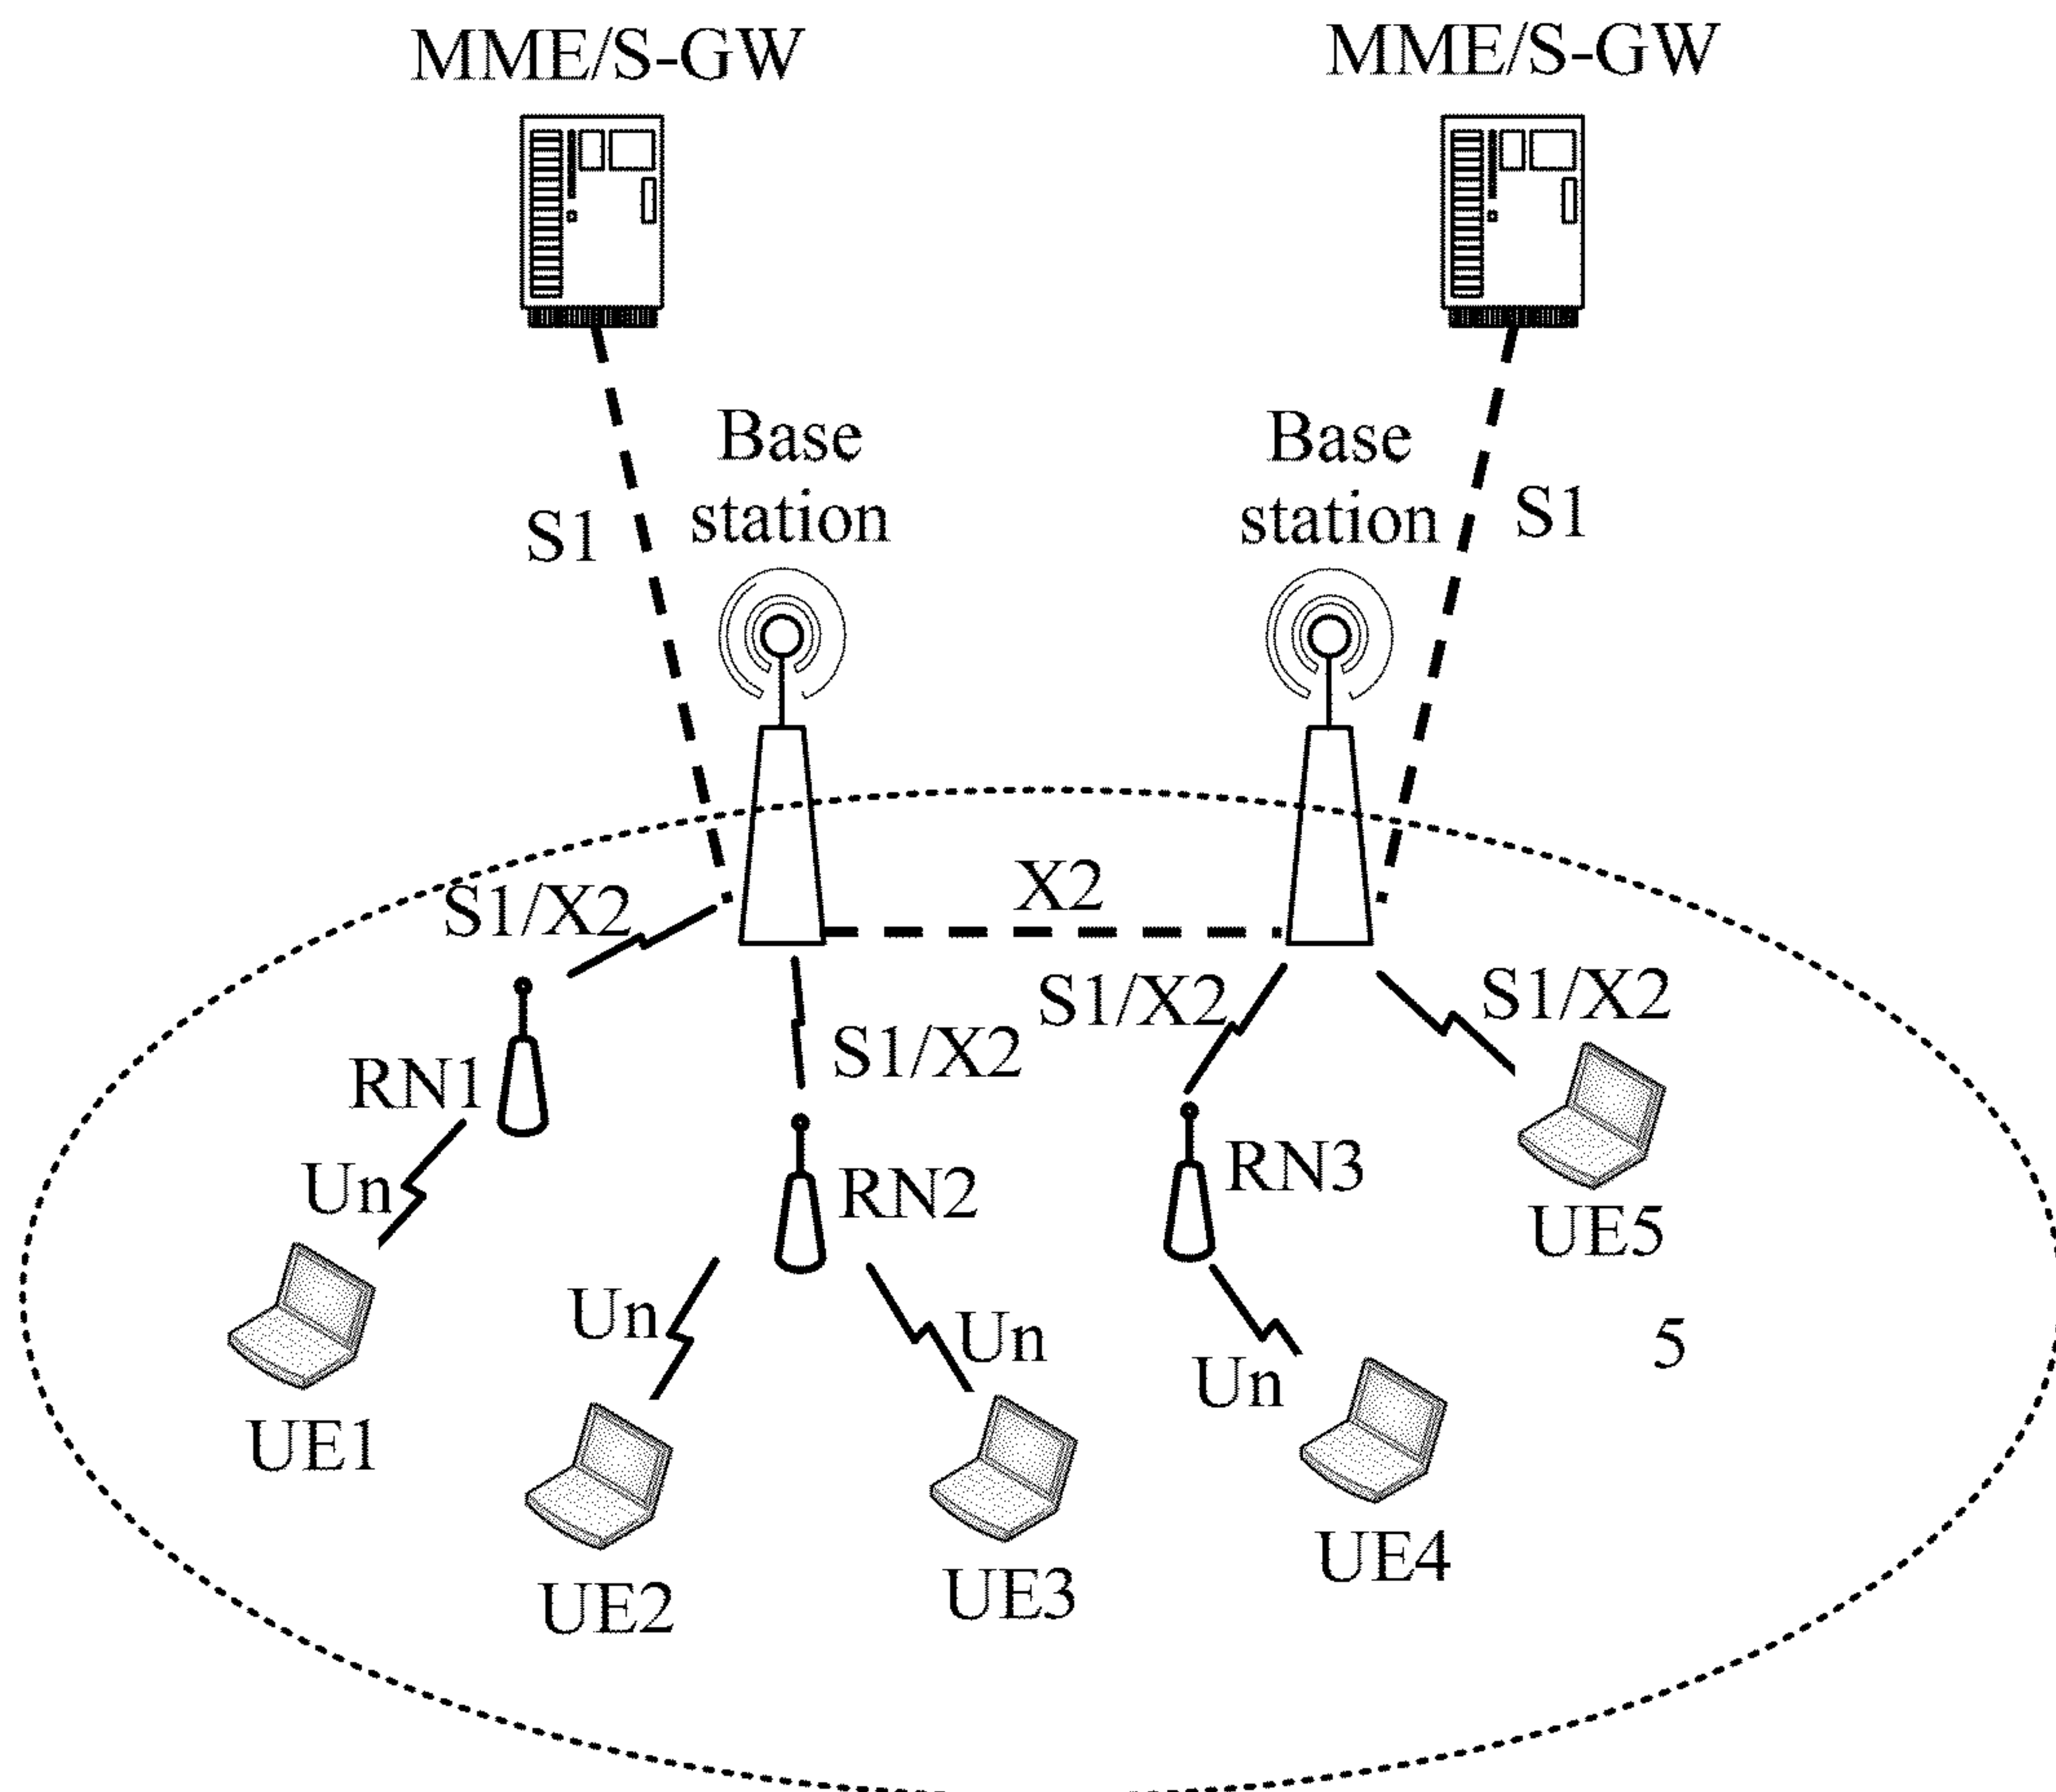 MME/S-GW
MME/S-GW
Base
station
Base
station
S1
S1
X2
S1/X2
S1/X2
S1/X2
S1/X2
RN1
RN2
RN3
Un
Un
Un
Un
UE5
5
UE1
UE2
UE3
UE4